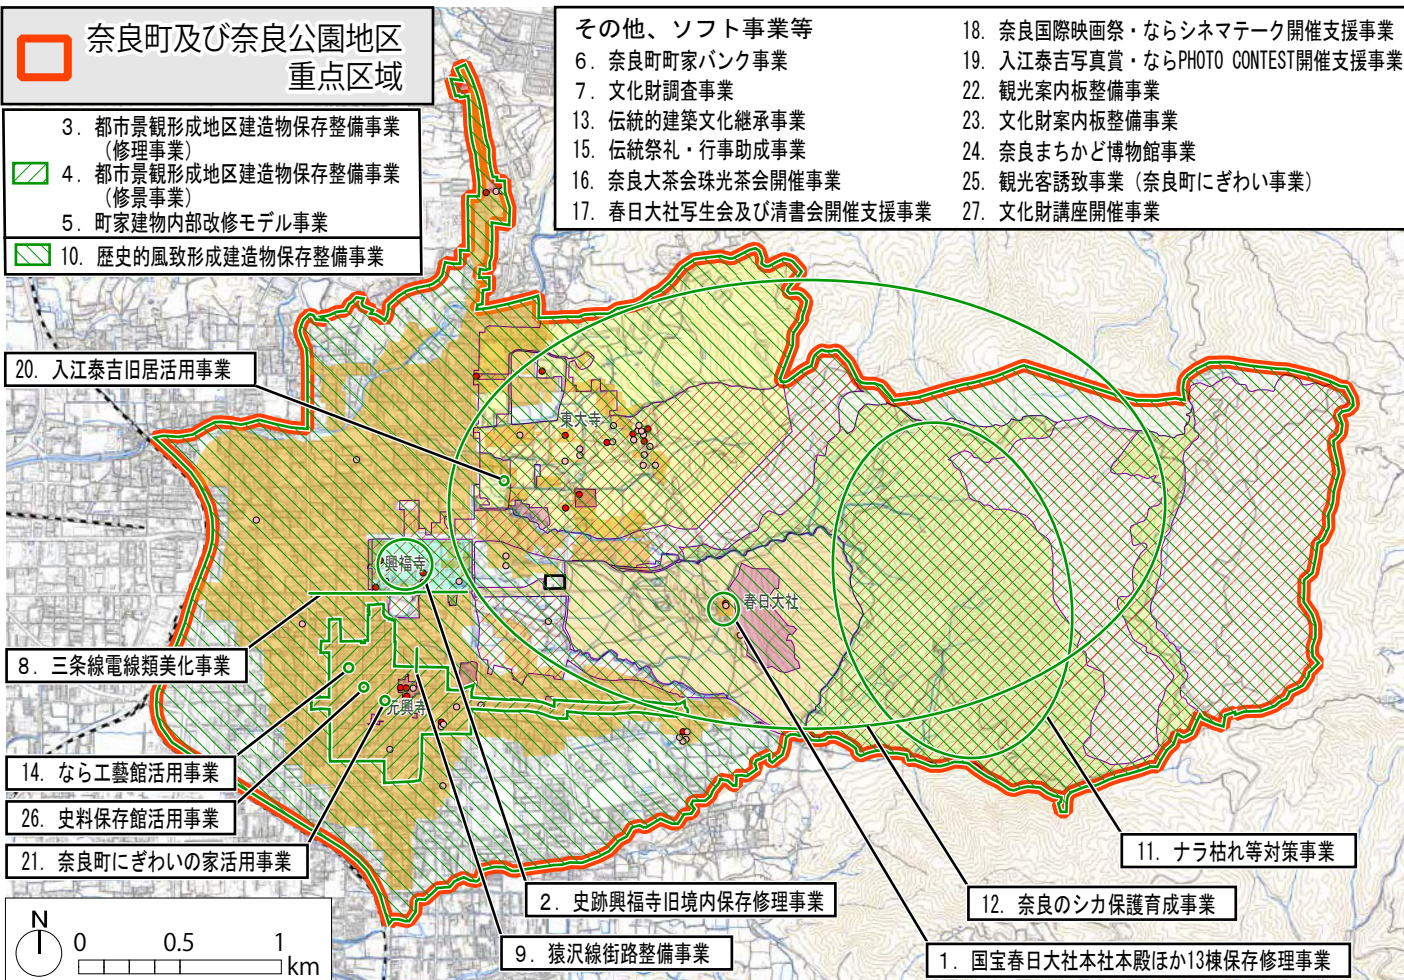 奈良町及び奈良公園地区
重点区域
3. 都市景観形成地区建造物保存整備事業
(修理事業)
4. 都市景観形成地区建造物保存整備事業
(修景事業)
5. 町家建物内部改修モデル事業
10. 歴史的風致形成建造物保存整備事業
その他、ソフト事業等
6. 奈良町町家バンク事業
7. 文化財調査事業
13. 伝統的建築文化継承事業
15. 伝統祭礼・行事助成事業
16. 奈良大茶会珠光茶会開催事業
17. 春日大社写生会及び清書会開催支援事業
18. 奈良国際映画祭・ならシネマテーク開催支援事業
19. 入江泰吉写真賞・ならPHOTO CONTEST開催支援事業
22. 観光案内板整備事業
23. 文化財案内板整備事業
24. 奈良まちかど博物館事業
25. 観光客誘致事業（奈良町にぎわい事業）
27. 文化財講座開催事業
20. 入江泰吉旧居活用事業
東大寺
興福寺
春日大社
8. 三条線電線類美化事業
元興寺
14. なら工藝館活用事業
26. 史料保存館活用事業
21. 奈良町にぎわいの家活用事業
11. ナラ枯れ等対策事業
2. 史跡興福寺旧境内保存修理事業
12. 奈良のシカ保護育成事業
9. 猿沢線街路整備事業
1. 国宝春日大社本社本殿ほか13棟保存修理事業
N
0 0.5 1
km